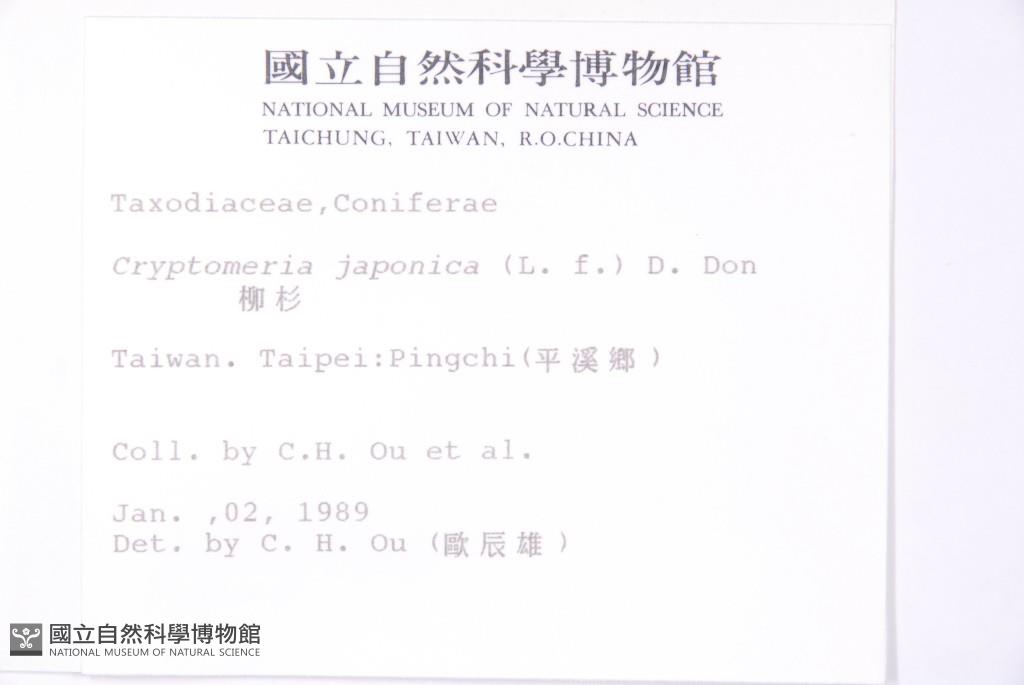 國立自然科學博物館
NATIONAL MUSEUM OF NATURAL SCIENCE
TAICHUNG, TAIWAN, R.O.CHINA
Taxodiaceae,Coniferae
Cryptomeria japonica (L. f.) D. Don
柳杉
Taiwan. Taipei:Pingchi(平溪鄉)
Coll. by C.H. Ou et al.
Jan. ,02, 1989
Det. by C. H. Ou (歐辰雄)
國立自然科學博物館
NATIONAL MUSEUM OF NATURAL SCIENCE